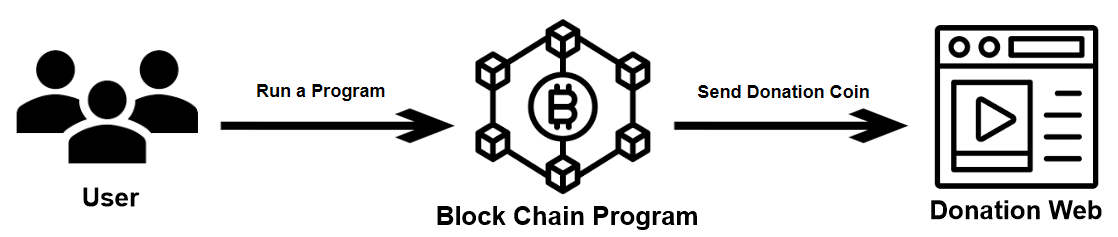 Run a Program
Send Donation Coin
User
Block Chain Program
Donation Web